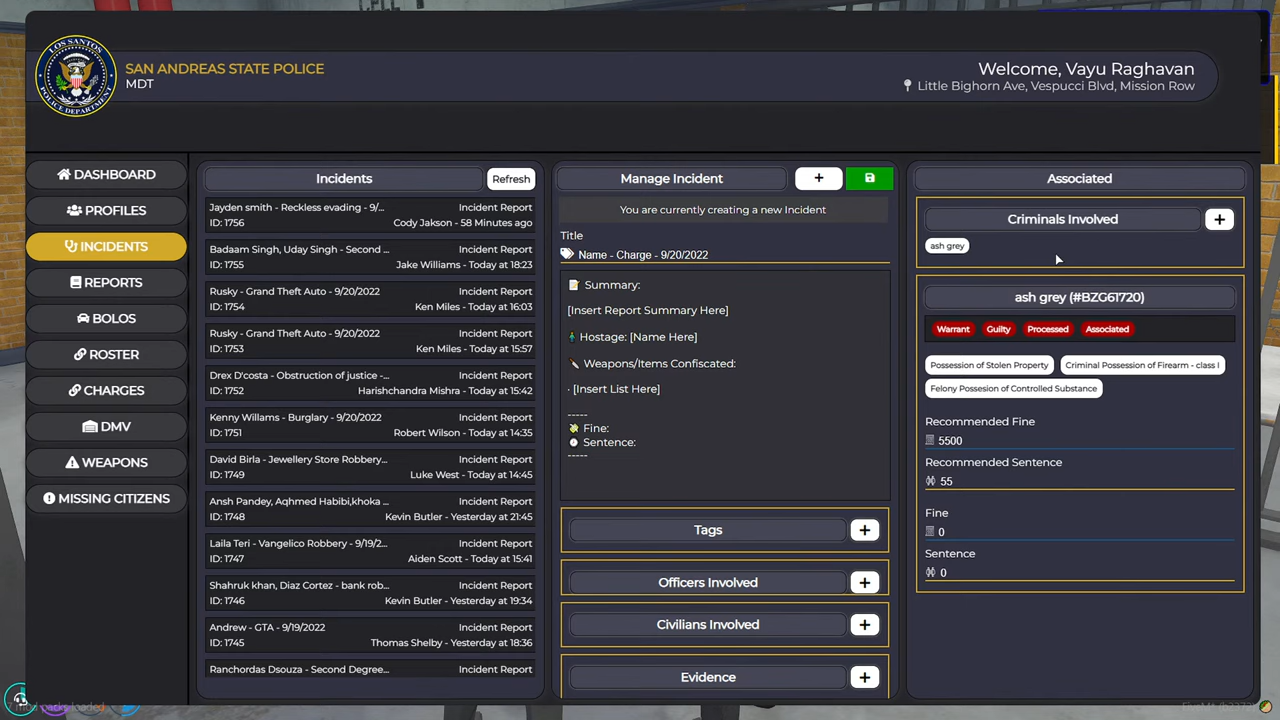 LOS SANTOS
POLICE DEPARTMENT
SAN ANDREAS STATE POLICE
MDT
Welcome, Vayu Raghavan
Little Bighorn Ave, Vespucci Blvd, Mission Row
DASHBOARD
PROFILES
INCIDENTS
REPORTS
BOLOS
ROSTER
CHARGES
DMV
WEAPONS
MISSING CITIZENS
Incidents
Refresh
Jayden smith - Reckless evading - 9/... Incident Report
ID: 1756 Cody Jakson - 58 Minutes ago
Badaam Singh, Uday Singh - Second ... Incident Report
ID: 1755 Jake Williams - Today at 18:23
Rusky - Grand Theft Auto - 9/20/2022 Incident Report
ID: 1754 Ken Miles - Today at 16:03
Rusky - Grand Theft Auto - 9/20/2022 Incident Report
ID: 1753 Ken Miles - Today at 15:57
Drek D'costa - Obstruction of justice -... Incident Report
ID: 1752 Harishchandra Mishra - Today at 15:42
Kenny Willams - Burglary - 9/20/2022 Incident Report
ID: 1751 Robert Wilson - Today at 14:35
David Birla - Jewellery Store Robbery... Incident Report
ID: 1749 Luke West - Today at 14:45
Ansh Pandey, Aqhmed Habibi,khoka ... Incident Report
ID: 1748 Kevin Butler - Yesterday at 21:45
Laila Teri - Vangelico Robbery - 9/19/2... Incident Report
ID: 1747 Aiden Scott - Today at 15:41
Shahruk khan, Diaz Cortez - bank rob... Incident Report
ID: 1746 Kevin Butler - Yesterday at 19:34
Andrew - GTA - 9/19/2022 Incident Report
ID: 1745 Thomas Shelby - Yesterday at 18:36
Ranchordas Dsouza - Second Degree... Incident Report
Manage Incident
+
You are currently creating a new Incident
Title
Name - Charge - 9/20/2022
📝 Summary:
[Insert Report Summary Here]
🧍 Hostage: [Name Here]
🔪 Weapons/Items Confiscated:
· [Insert List Here]
-----
💸 Fine:
⏱ Sentence:
-----
Tags +
Officers Involved +
Civilians Involved +
Evidence +
Associated
Criminals Involved +
ash grey
ash grey (#BZG61720)
Warrant Guilty Processed Associated
Possession of Stolen Property Criminal Possession of Firearm - class I
Felony Possesion of Controlled Substance
Recommended Fine
5500
Recommended Sentence
55
Fine
0
Sentence
0